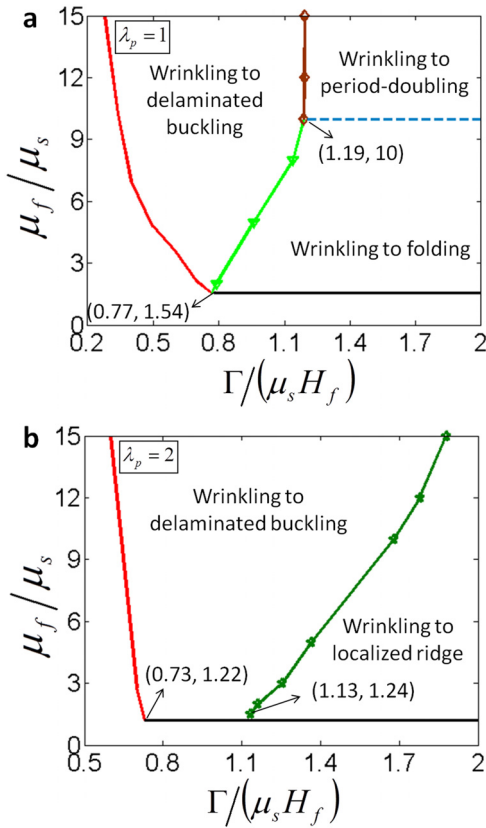 a
λp = 1
Wrinkling to
delaminated
buckling
Wrinkling to
period-doubling
(1.19, 10)
Wrinkling to folding
(0.77, 1.54)
μf / μs
15
12
9
6
3
0
0.2 0.5 0.8 1.1 1.4 1.7 2
Γ/(μsHf)
b
λp = 2
Wrinkling to
delaminated buckling
Wrinkling to
localized ridge
(0.73, 1.22)
(1.13, 1.24)
μf / μs
15
12
9
6
3
0
0.5 0.8 1.1 1.4 1.7 2
Γ/(μsHf)